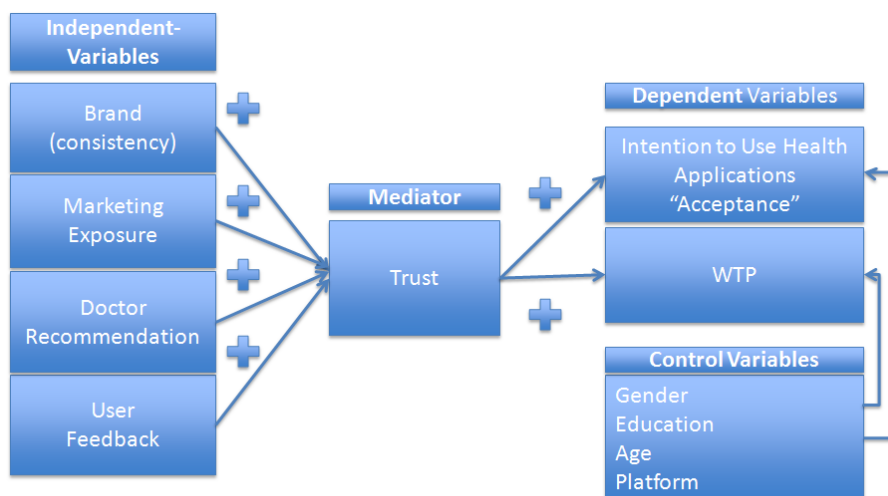 Independent-
Variables
Brand
(consistency)
Marketing
Exposure
Doctor
Recommendation
User
Feedback
Mediator
Trust
Dependent Variables
Intention to Use Health
Applications
“Acceptance”
WTP
Control Variables
Gender
Education
Age
Platform